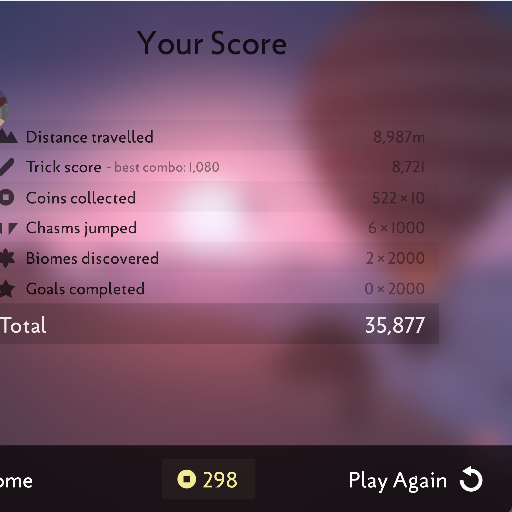 Your Score
Distance travelled 8,987m
Trick score - best combo: 1,080 8,721
Coins collected 522 × 10
Chasms jumped 6 × 1000
Biomes discovered 2 × 2000
Goals completed 0 × 2000
Total 35,877
ome 298 Play Again